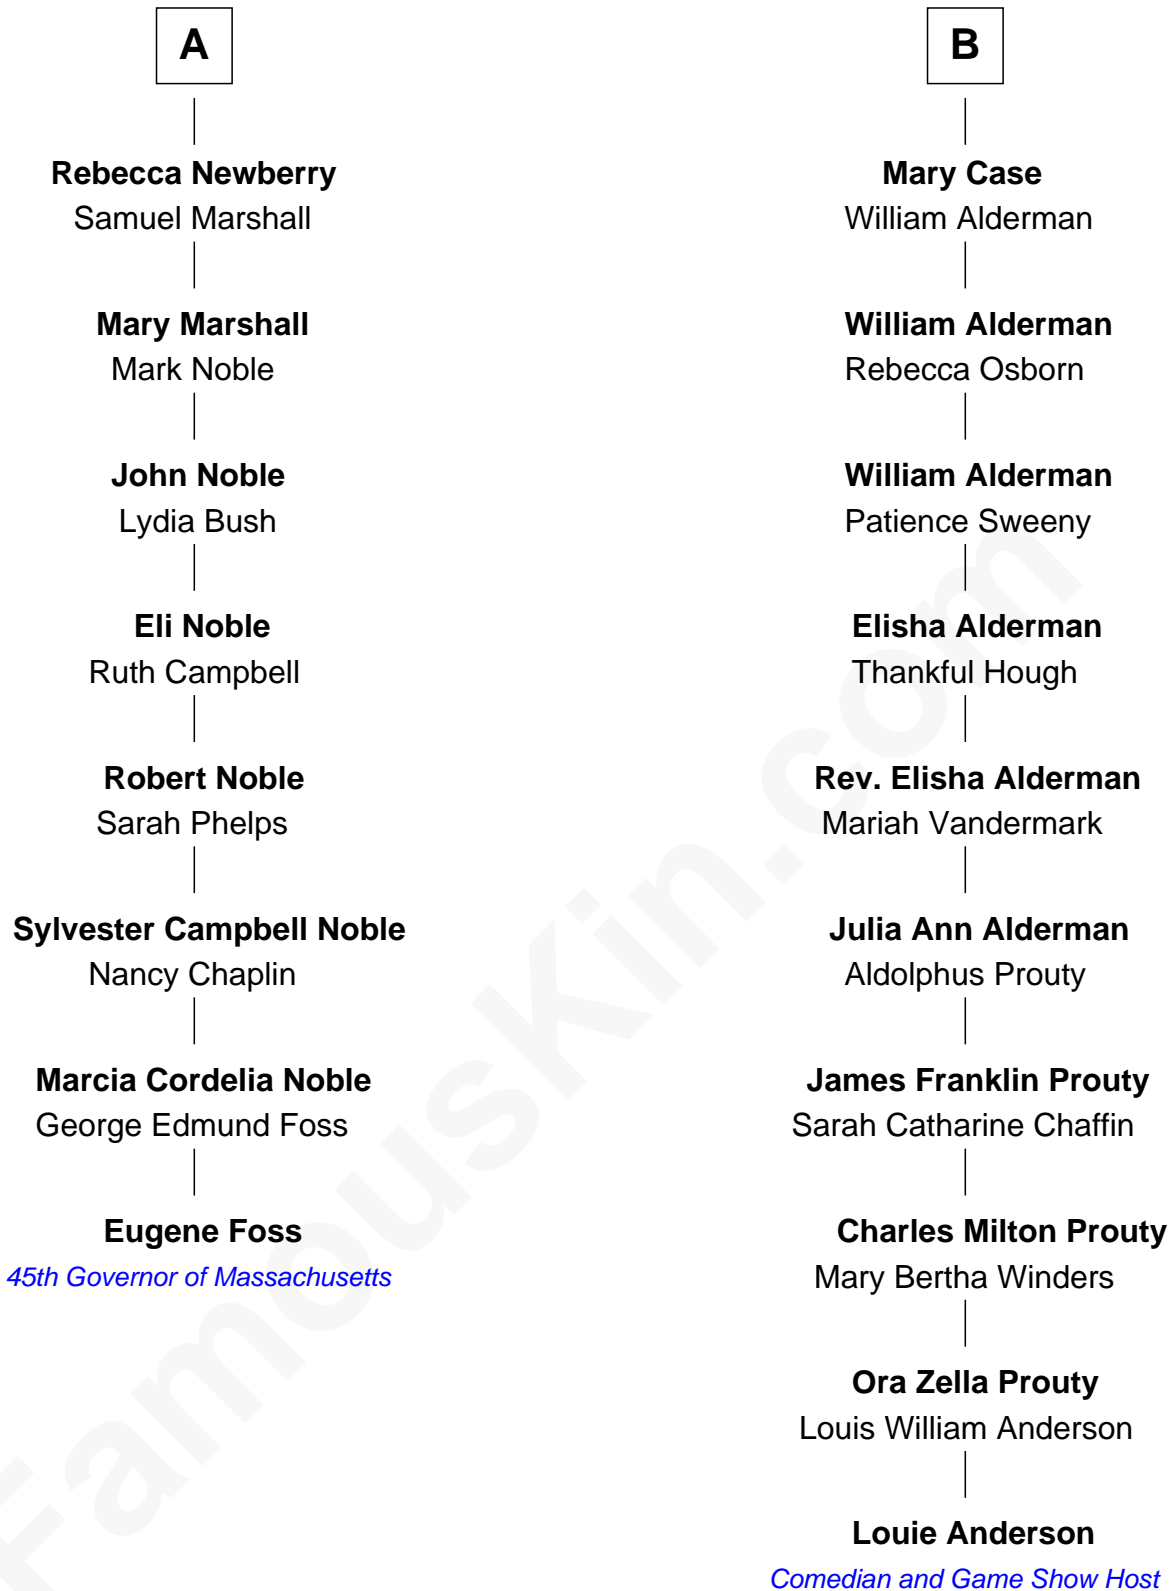 A
Rebecca Newberry
Samuel Marshall
Mary Marshall
Mark Noble
John Noble
Lydia Bush
Eli Noble
Ruth Campbell
Robert Noble
Sarah Phelps
Sylvester Campbell Noble
Nancy Chaplin
Marcia Cordelia Noble
George Edmund Foss
Eugene Foss
45th Governor of Massachusetts
B
Mary Case
William Alderman
William Alderman
Rebecca Osborn
William Alderman
Patience Sweeny
Elisha Alderman
Thankful Hough
Rev. Elisha Alderman
Mariah Vandermark
Julia Ann Alderman
Aldolphus Prouty
James Franklin Prouty
Sarah Catharine Chaffin
Charles Milton Prouty
Mary Bertha Winders
Ora Zella Prouty
Louis William Anderson
Louie Anderson
Comedian and Game Show Host
FamousKin.com